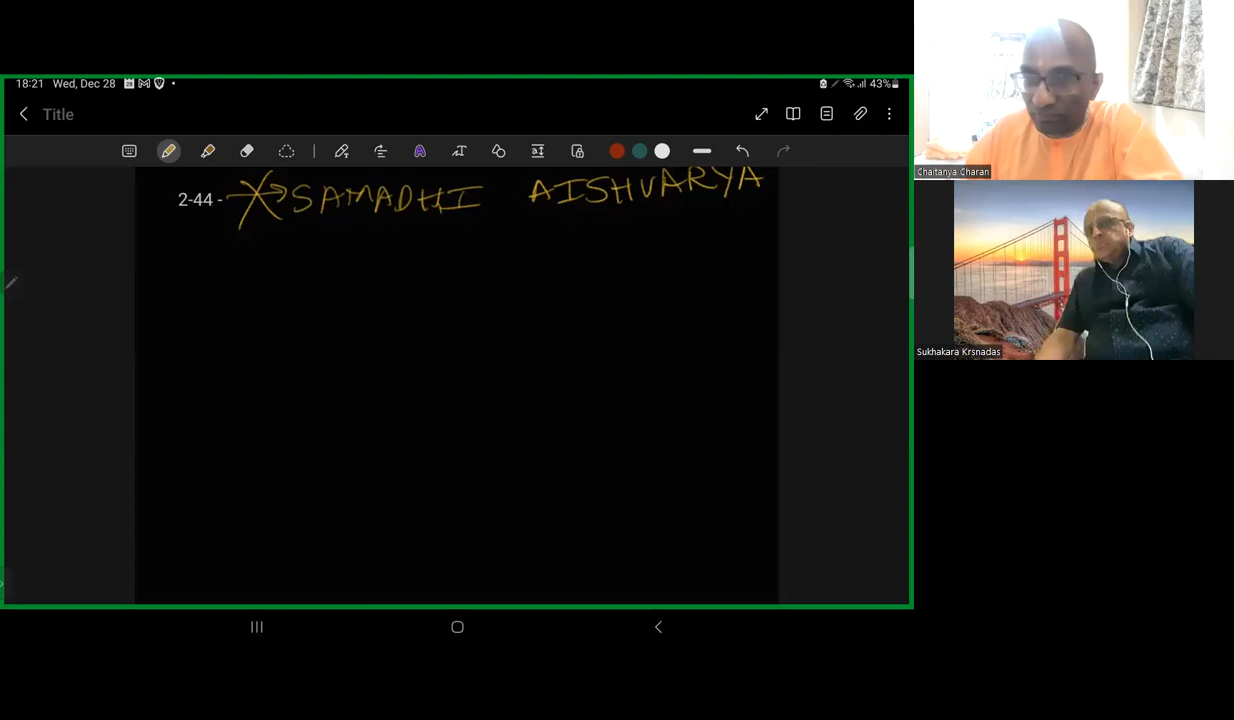 18:21 Wed, Dec 28
43%
Title
2-44 - SAMADHI AISHVARYA
Chaitanya Charan
Sukhakara Krsnadas